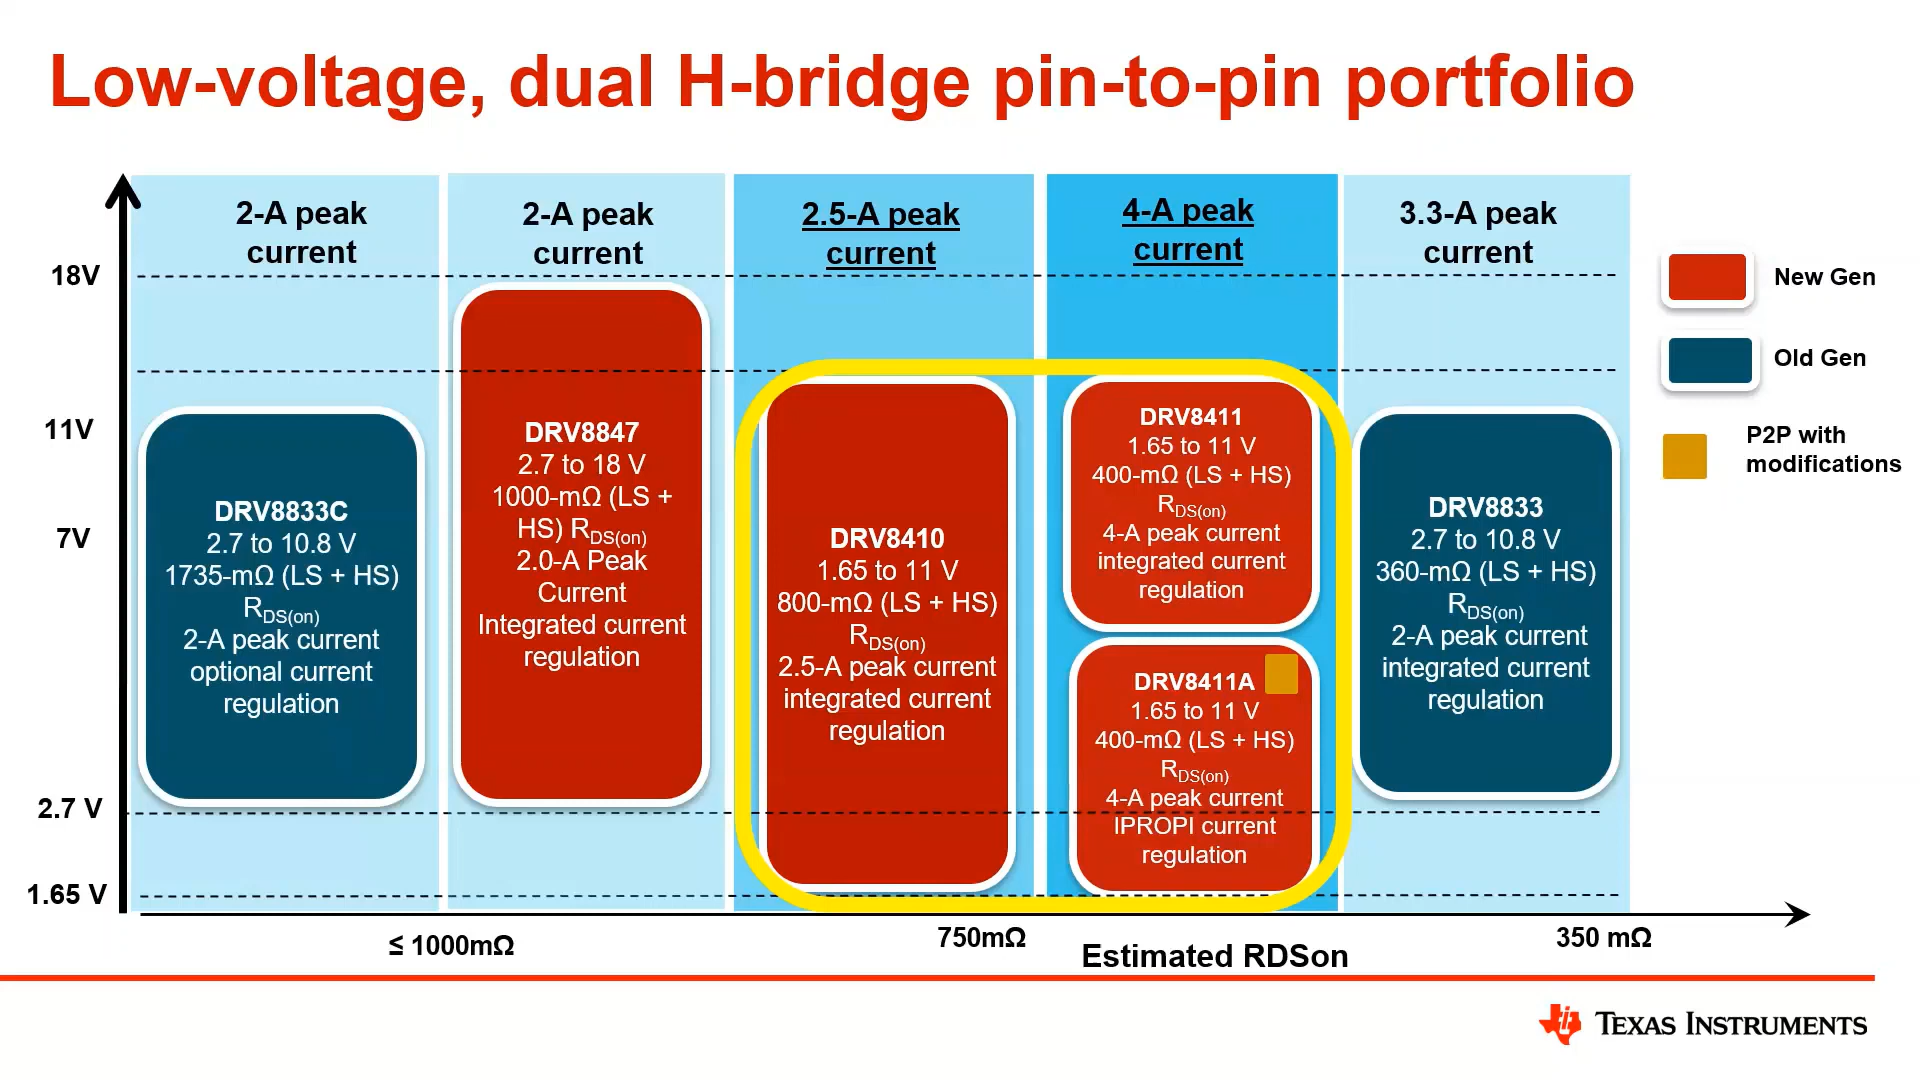 Low-voltage, dual H-bridge pin-to-pin portfolio
2-A peak
current
2-A peak
current
2.5-A peak
current
4-A peak
current
3.3-A peak
current
18V
11V
7V
2.7 V
1.65 V
DRV8833C
2.7 to 10.8 V
1735-mΩ (LS + HS)
RDS(on)
2-A peak current
optional current
regulation
DRV8847
2.7 to 18 V
1000-mΩ (LS +
HS) RDS(on)
2.0-A Peak
Current
Integrated current
regulation
DRV8410
1.65 to 11 V
800-mΩ (LS + HS)
RDS(on)
2.5-A peak current
integrated current
regulation
DRV8411
1.65 to 11 V
400-mΩ (LS + HS)
RDS(on)
4-A peak current
integrated current
regulation
DRV8411A
1.65 to 11 V
400-mΩ (LS + HS)
RDS(on)
4-A peak current
IPROPI current
regulation
DRV8833
2.7 to 10.8 V
360-mΩ (LS + HS)
RDS(on)
2-A peak current
integrated current
regulation
New Gen
Old Gen
P2P with
modifications
≤ 1000mΩ
750mΩ
Estimated RDSon
350 mΩ
TEXAS INSTRUMENTS